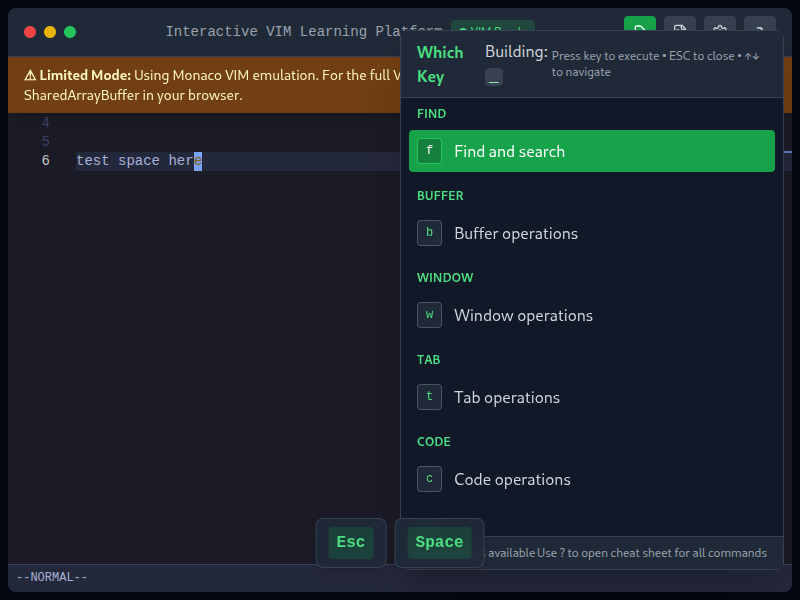 Interactive VIM Learning Platform
⚠ Limited Mode: Using Monaco VIM emulation. For the full V
SharedArrayBuffer in your browser.
4
5
6 test space here
Which Key
Building: _
Press key to execute • ESC to close • ↑↓
to navigate
FIND
f Find and search
BUFFER
b Buffer operations
WINDOW
w Window operations
TAB
t Tab operations
CODE
c Code operations
available Use ? to open cheat sheet for all commands
Esc Space
--NORMAL--